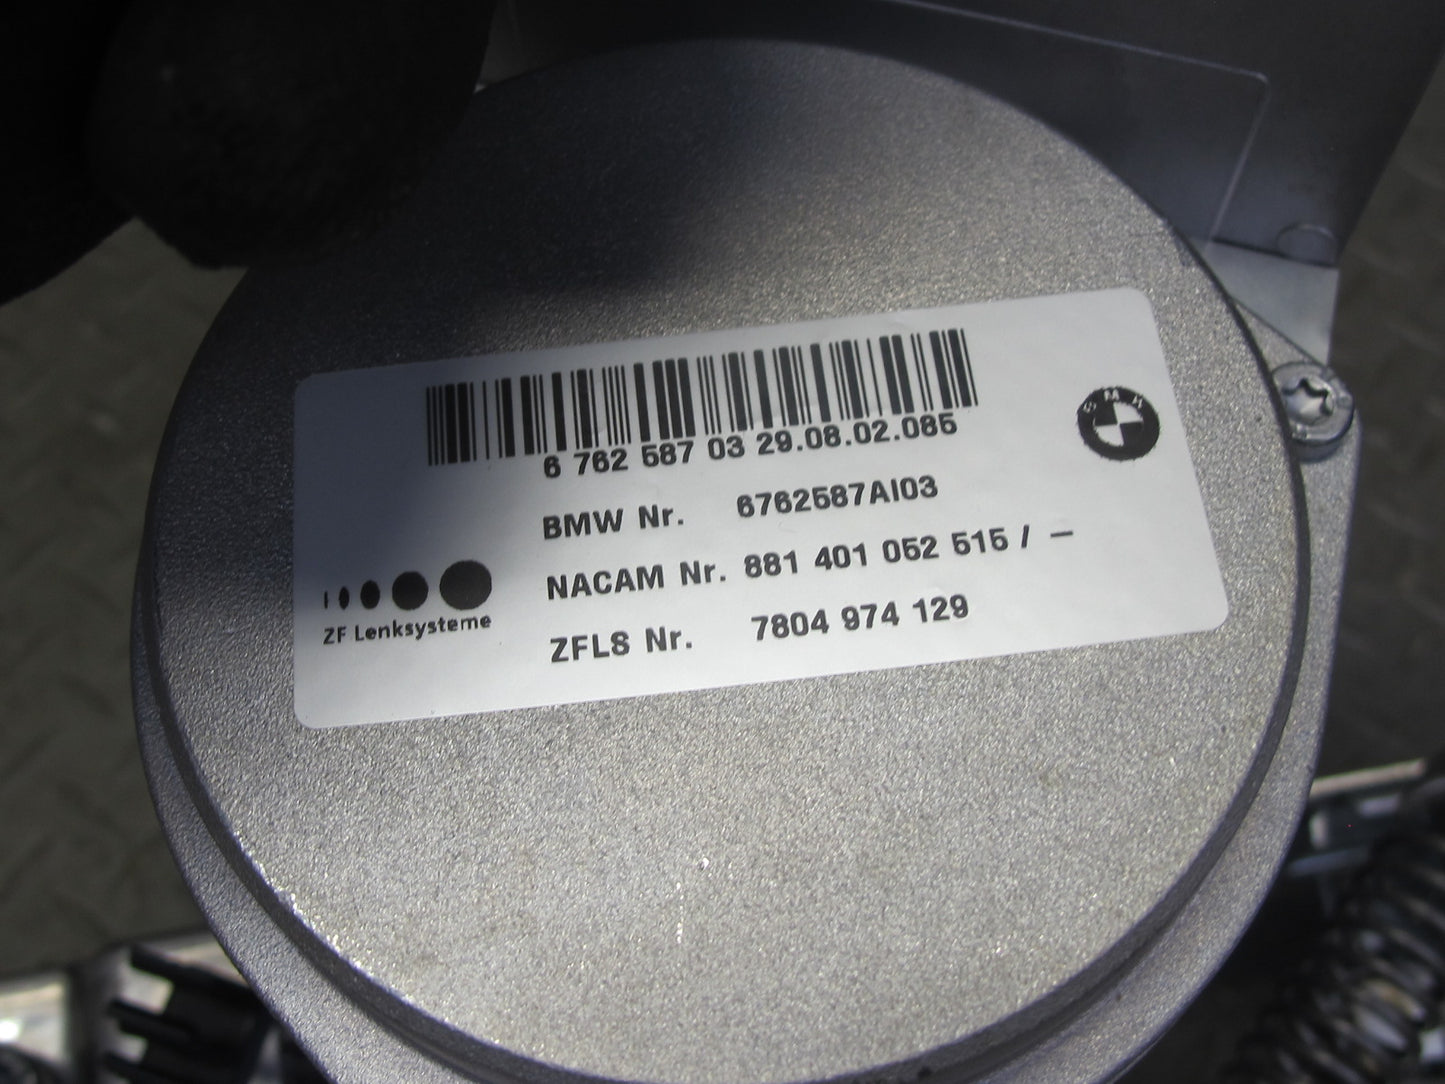 6 762 587 03 29.08.02.085
BMW Nr. 6762587AI03
NACAM Nr. 881 401 052 515 / –
ZFLS Nr. 7804 974 129
ZF Lenksysteme
BMW